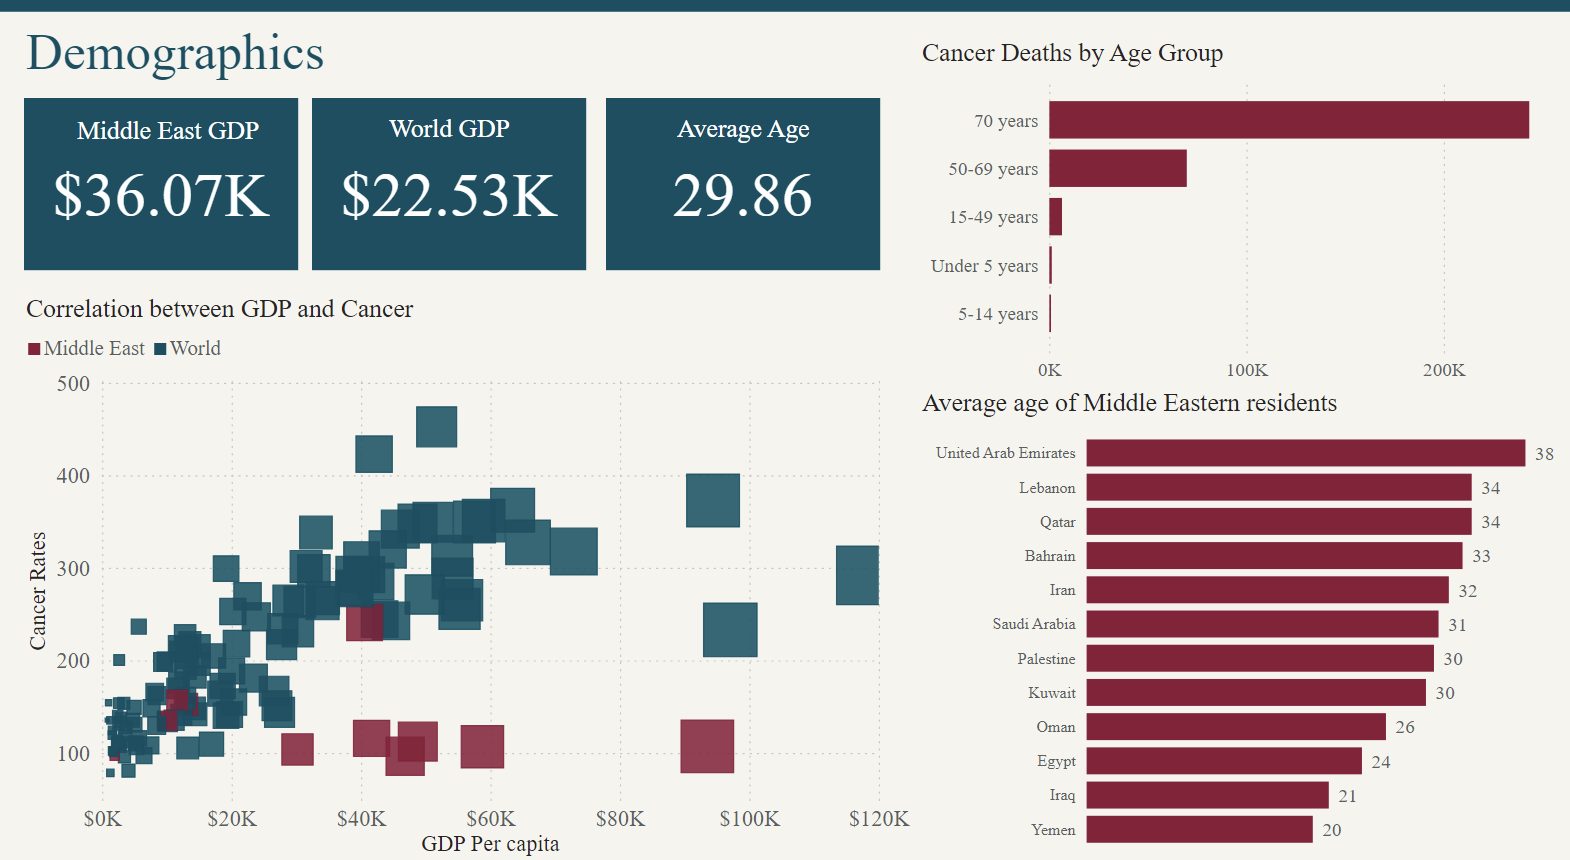 Demographics
Middle East GDP
$36.07K
World GDP
$22.53K
Average Age
29.86
Correlation between GDP and Cancer
Middle East World
500
400
300
200
100
Cancer Rates
$0K $20K $40K $60K $80K $100K $120K
GDP Per capita
Cancer Deaths by Age Group
70 years
50-69 years
15-49 years
Under 5 years
5-14 years
0K 100K 200K
Average age of Middle Eastern residents
United Arab Emirates 38
Lebanon 34
Qatar 34
Bahrain 33
Iran 32
Saudi Arabia 31
Palestine 30
Kuwait 30
Oman 26
Egypt 24
Iraq 21
Yemen 20